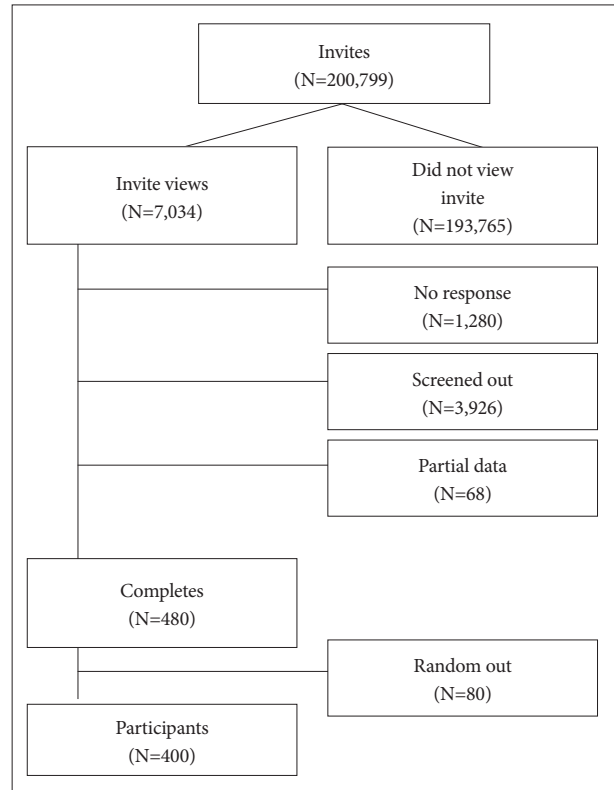 Invites
(N=200,799)
Invite views
(N=7,034)
Did not view
invite
(N=193,765)
No response
(N=1,280)
Screened out
(N=3,926)
Partial data
(N=68)
Completes
(N=480)
Random out
(N=80)
Participants
(N=400)